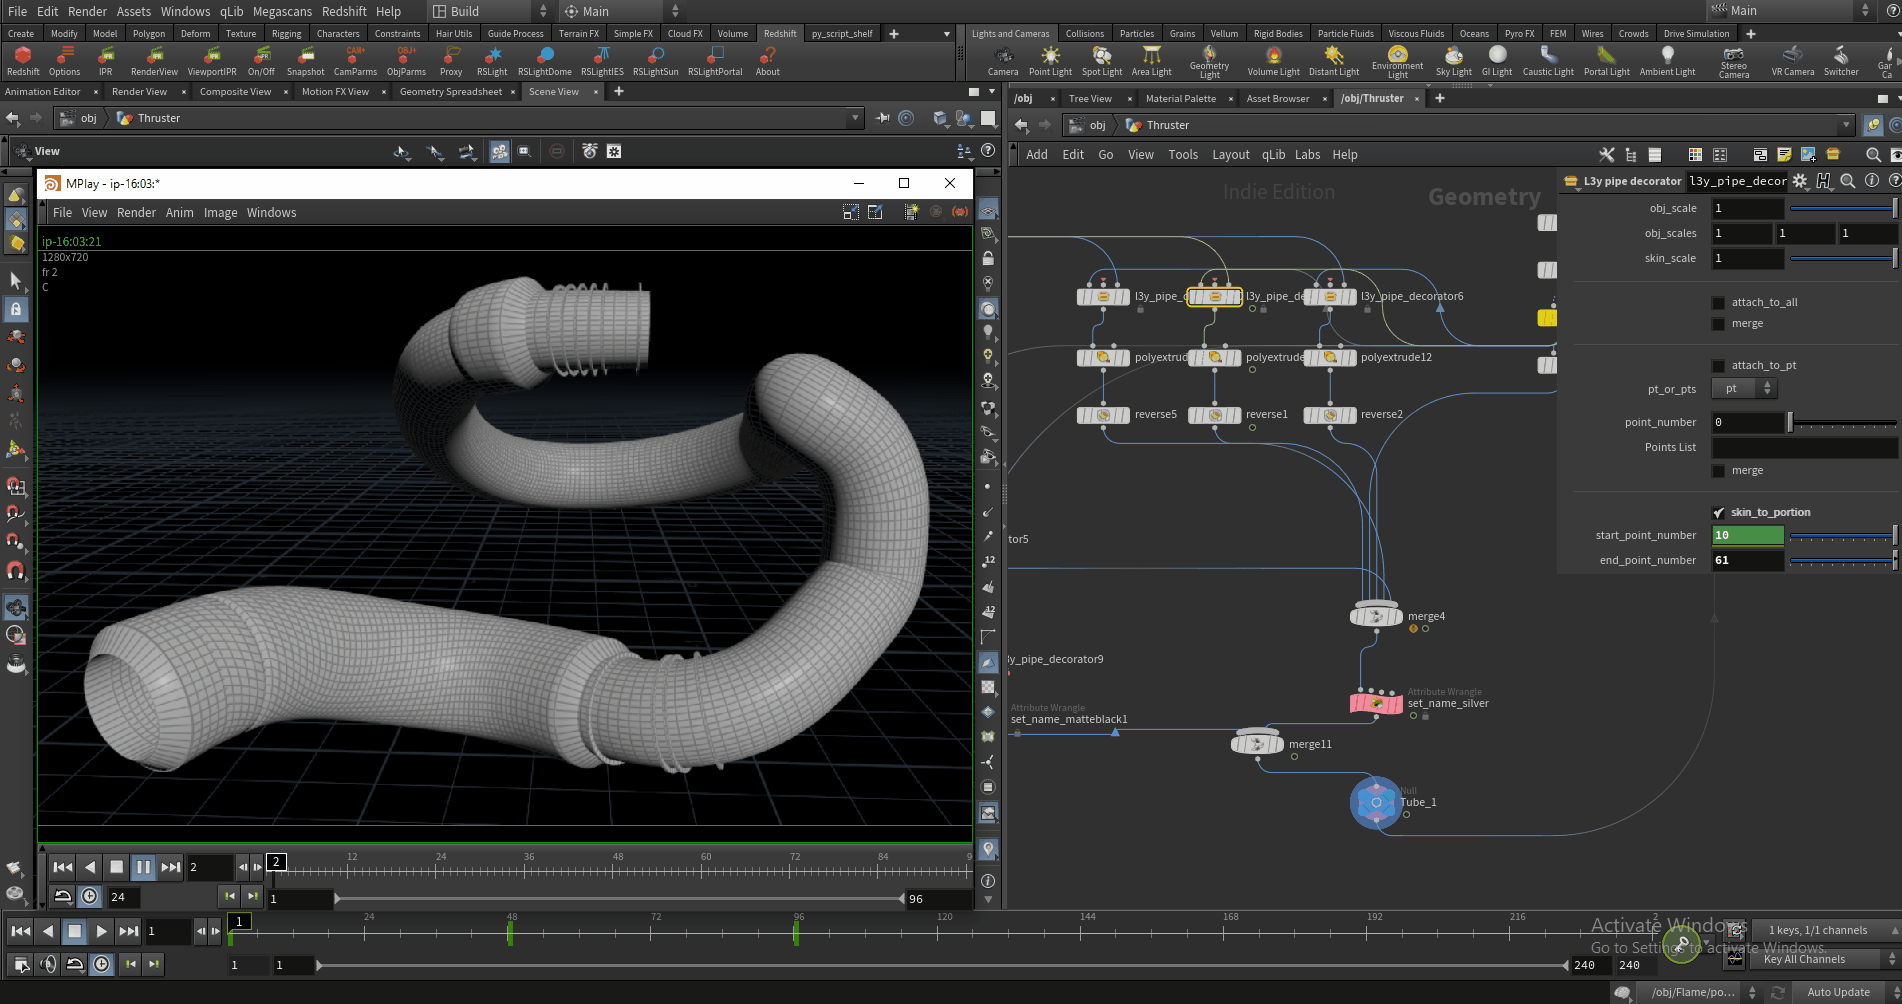 File Edit Render Assets Windows qLib Megascans Redshift Help Build Main Main
Create Modify Model Polygon Deform Texture Rigging Characters Constraints Hair Utils Guide Process Terrain FX Simple FX Cloud FX Volume Redshift py_script_shelf
Lights and Cameras Collisions Particles Grains Vellum Rigid Bodies Particle Fluids Viscous Fluids Oceans Pyro FX FEM Wires Crowds Drive Simulation
Redshift Options IPR RenderView ViewportIPR On/Off Snapshot CAM+ CamParms OBJ+ ObjParms Proxy RSLight RSLightDome RSLightIES RSLightSun RSLightPortal About
Camera Point Light Spot Light Area Light Geometry Light Volume Light Distant Light Environment Light Sky Light GI Light Caustic Light Portal Light Ambient Light Stereo Camera VR Camera Switcher Gar Ca
Animation Editor Render View Composite View Motion FX View Geometry Spreadsheet Scene View
/obj Tree View Material Palette Asset Browser /obj/Thruster
obj Thruster
obj Thruster
View
Add Edit Go View Tools Layout qLib Labs Help
MPlay - ip-16:03:*
File View Render Anim Image Windows
ip-16:03:21
1280x720
fr 2
C
Indie Edition
Geometry
L3y pipe decorator l3y_pipe_decor
obj_scale 1
obj_scales 1 1 1
skin_scale 1
attach_to_all
merge
attach_to_pt
pt_or_pts pt
point_number 0
Points List
merge
skin_to_portion
start_point_number 10
end_point_number 61
l3y_pipe_d l3y_pipe_de l3y_pipe_decorator6
polyextrud polyextrude polyextrude12
reverse5 reverse1 reverse2
tor5
merge4
3y_pipe_decorator9
Attribute Wrangle
set_name_silver
Attribute Wrangle
set_name_matteblack1
merge11
Null
Tube_1
2 2 12 24 36 48 60 72 84 9
24 1 96
1 1 24 48 72 96 120 144 168 192 216 2
1 1 240 240
Activate Windows
Go to Settings to activate Windows.
1 keys, 1/1 channels
Key All Channels
/obj/Flame/po... Auto Update